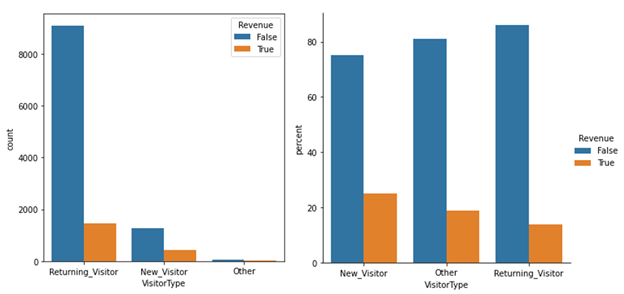 Revenue
False
True
8000
6000
4000
2000
0
count
Returning_Visitor New_Visitor Other
VisitorType
80
60
40
20
0
percent
New_Visitor Other Returning_Visitor
VisitorType
Revenue
False
True